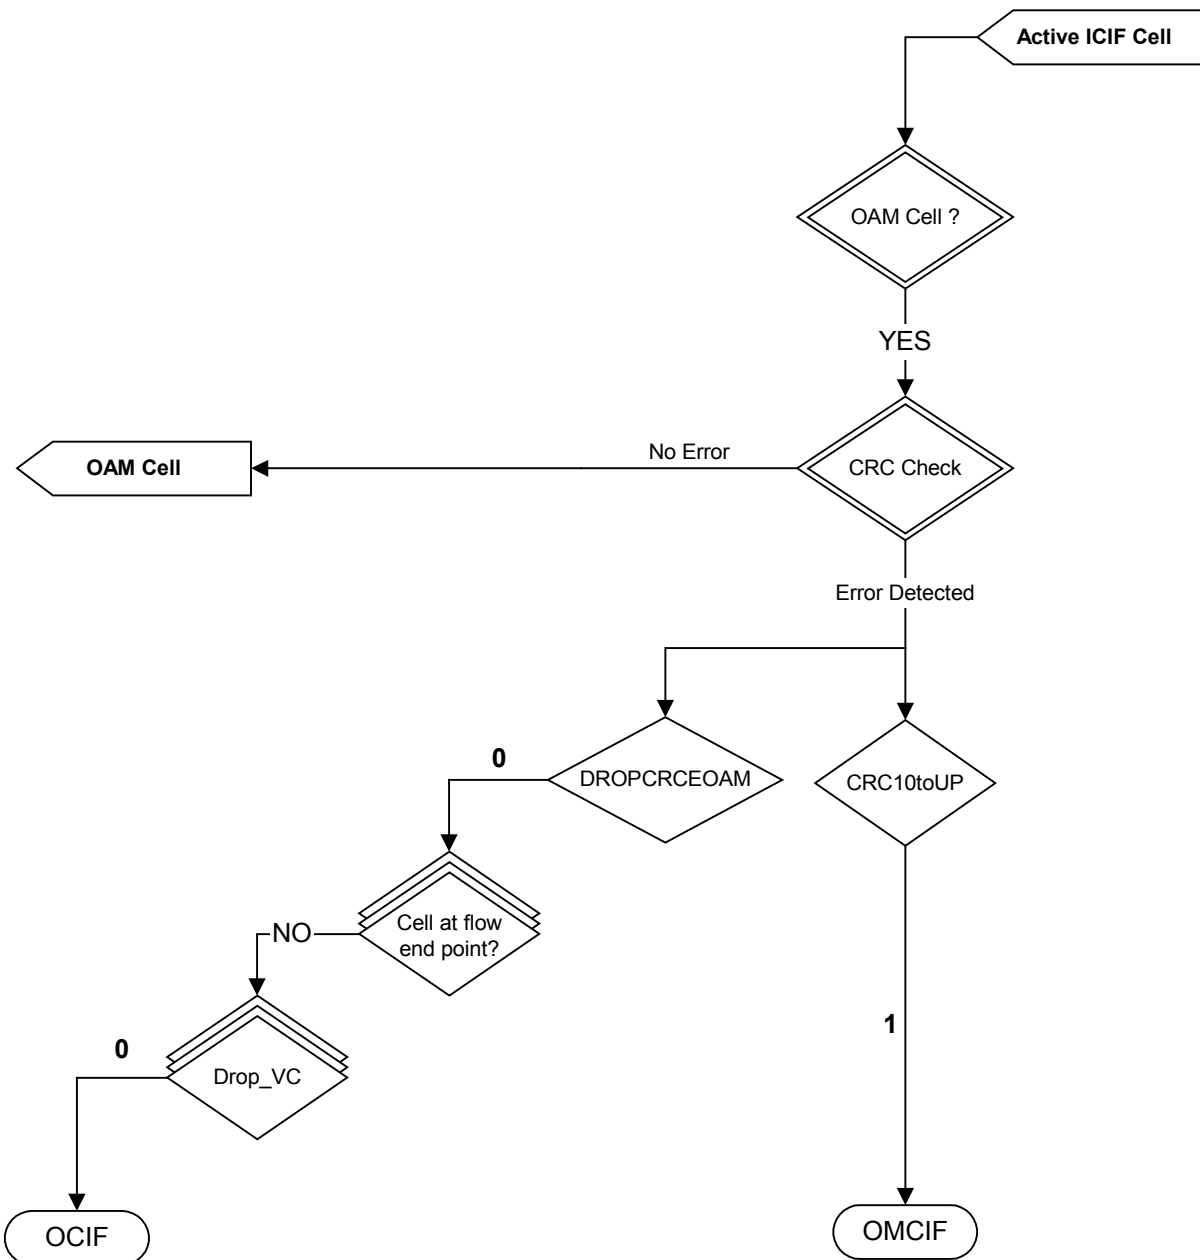 Active ICIF Cell
OAM Cell ?
YES
No Error
OAM Cell
CRC Check
Error Detected
0
DROPCRCEOAM
CRC10toUP
Cell at flow
end point?
NO
1
0
Drop_VC
OCIF
OMCIF